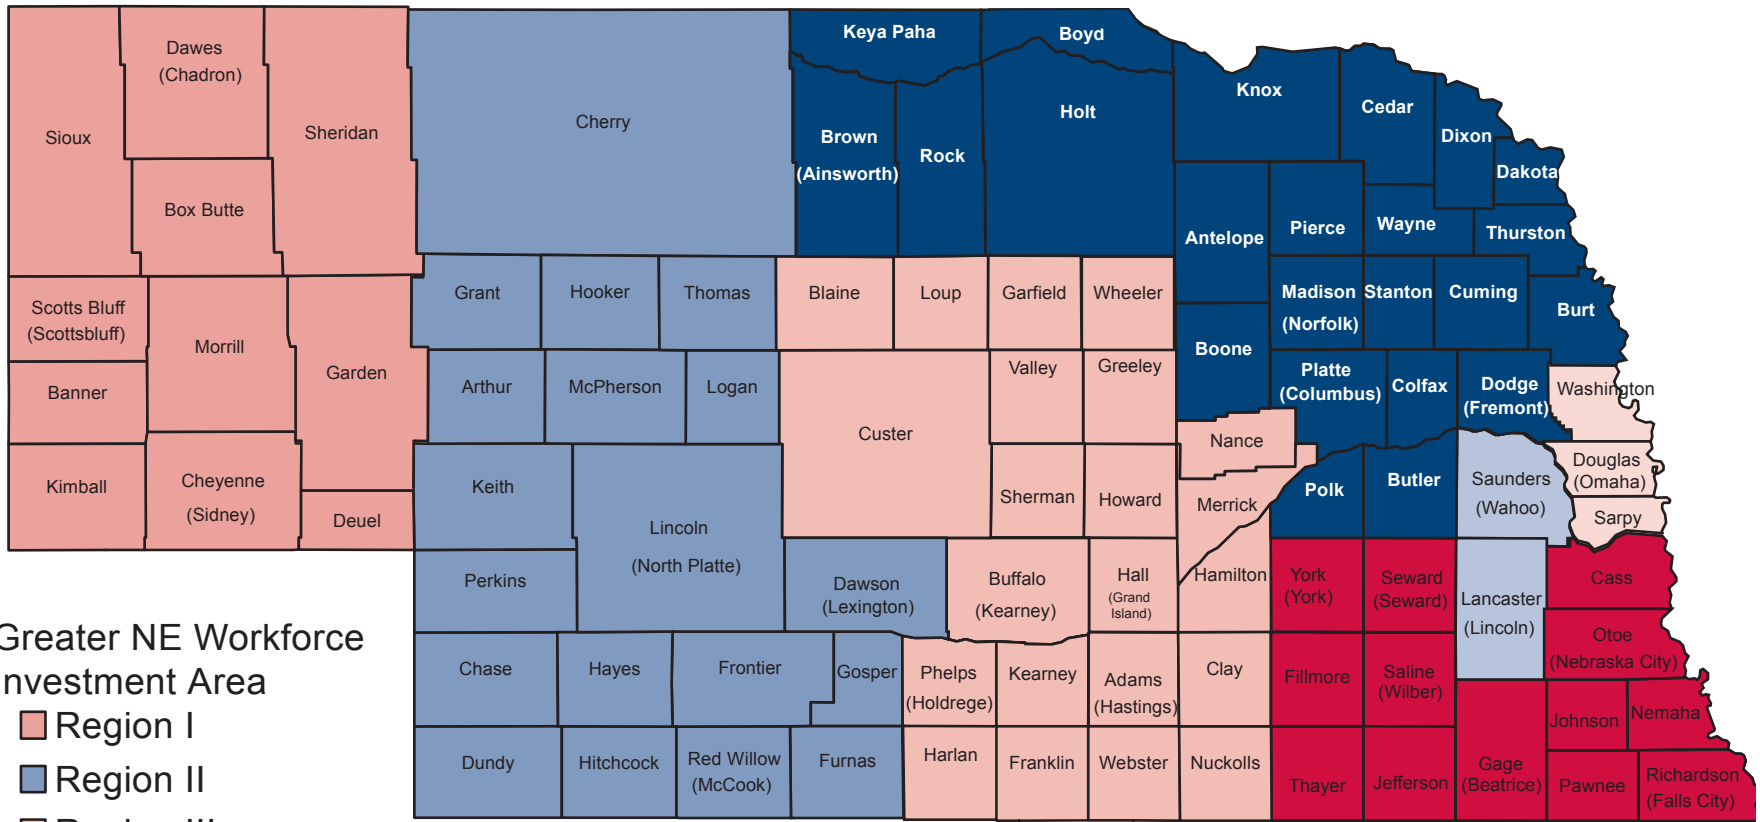 Keya Paha
Boyd
Dawes
(Chadron)
Knox
Cedar
Holt
Cherry
Sheridan
Sioux
Brown
(Ainsworth)
Rock
Dixon
Dakota
Box Butte
Antelope
Pierce
Wayne
Thurston
Grant
Hooker
Thomas
Blaine
Loup
Garfield
Wheeler
Madison
(Norfolk)
Stanton
Cuming
Burt
Scotts Bluff
(Scottsbluff)
Morrill
Garden
Boone
Banner
Arthur
McPherson
Logan
Valley
Greeley
Platte
(Columbus)
Colfax
Dodge
(Fremont)
Washington
Custer
Nance
Douglas
(Omaha)
Kimball
Cheyenne
(Sidney)
Deuel
Keith
Lincoln
(North Platte)
Sherman
Howard
Merrick
Polk
Butler
Saunders
(Wahoo)
Sarpy
Perkins
Dawson
(Lexington)
Buffalo
(Kearney)
Hall
(Grand
Island)
Hamilton
York
(York)
Seward
(Seward)
Lancaster
(Lincoln)
Cass
Otoe
(Nebraska City)
Greater NE Workforce
nvestment Area
Chase
Hayes
Frontier
Gosper
Phelps
(Holdrege)
Kearney
Adams
(Hastings)
Clay
Fillmore
Saline
(Wilber)
Johnson
Nemaha
Region I
Region II
Dundy
Hitchcock
Red Willow
(McCook)
Furnas
Harlan
Franklin
Webster
Nuckolls
Thayer
Jefferson
Gage
(Beatrice)
Pawnee
Richardson
(Falls City)